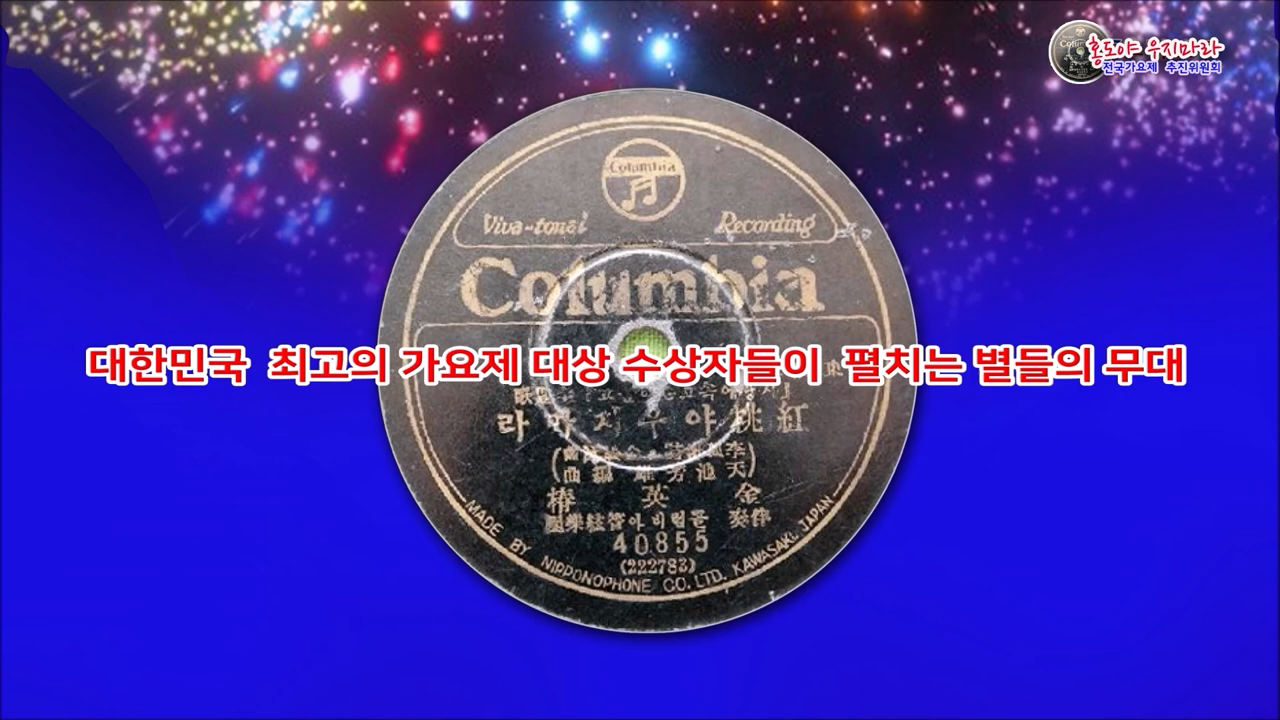 홍도야 우지마라
전국가요제 추진위원회
Columbia
Viva-tonal Recording
Columbia
대한민국 최고의 가요제 대상 수상자들이 펼치는 별들의 무대
라 마 지 우 야 桃 紅
椿 英 金
40855
(222783)
MADE BY NIPPONOPHONE CO. LTD. KAWASAKI, JAPAN